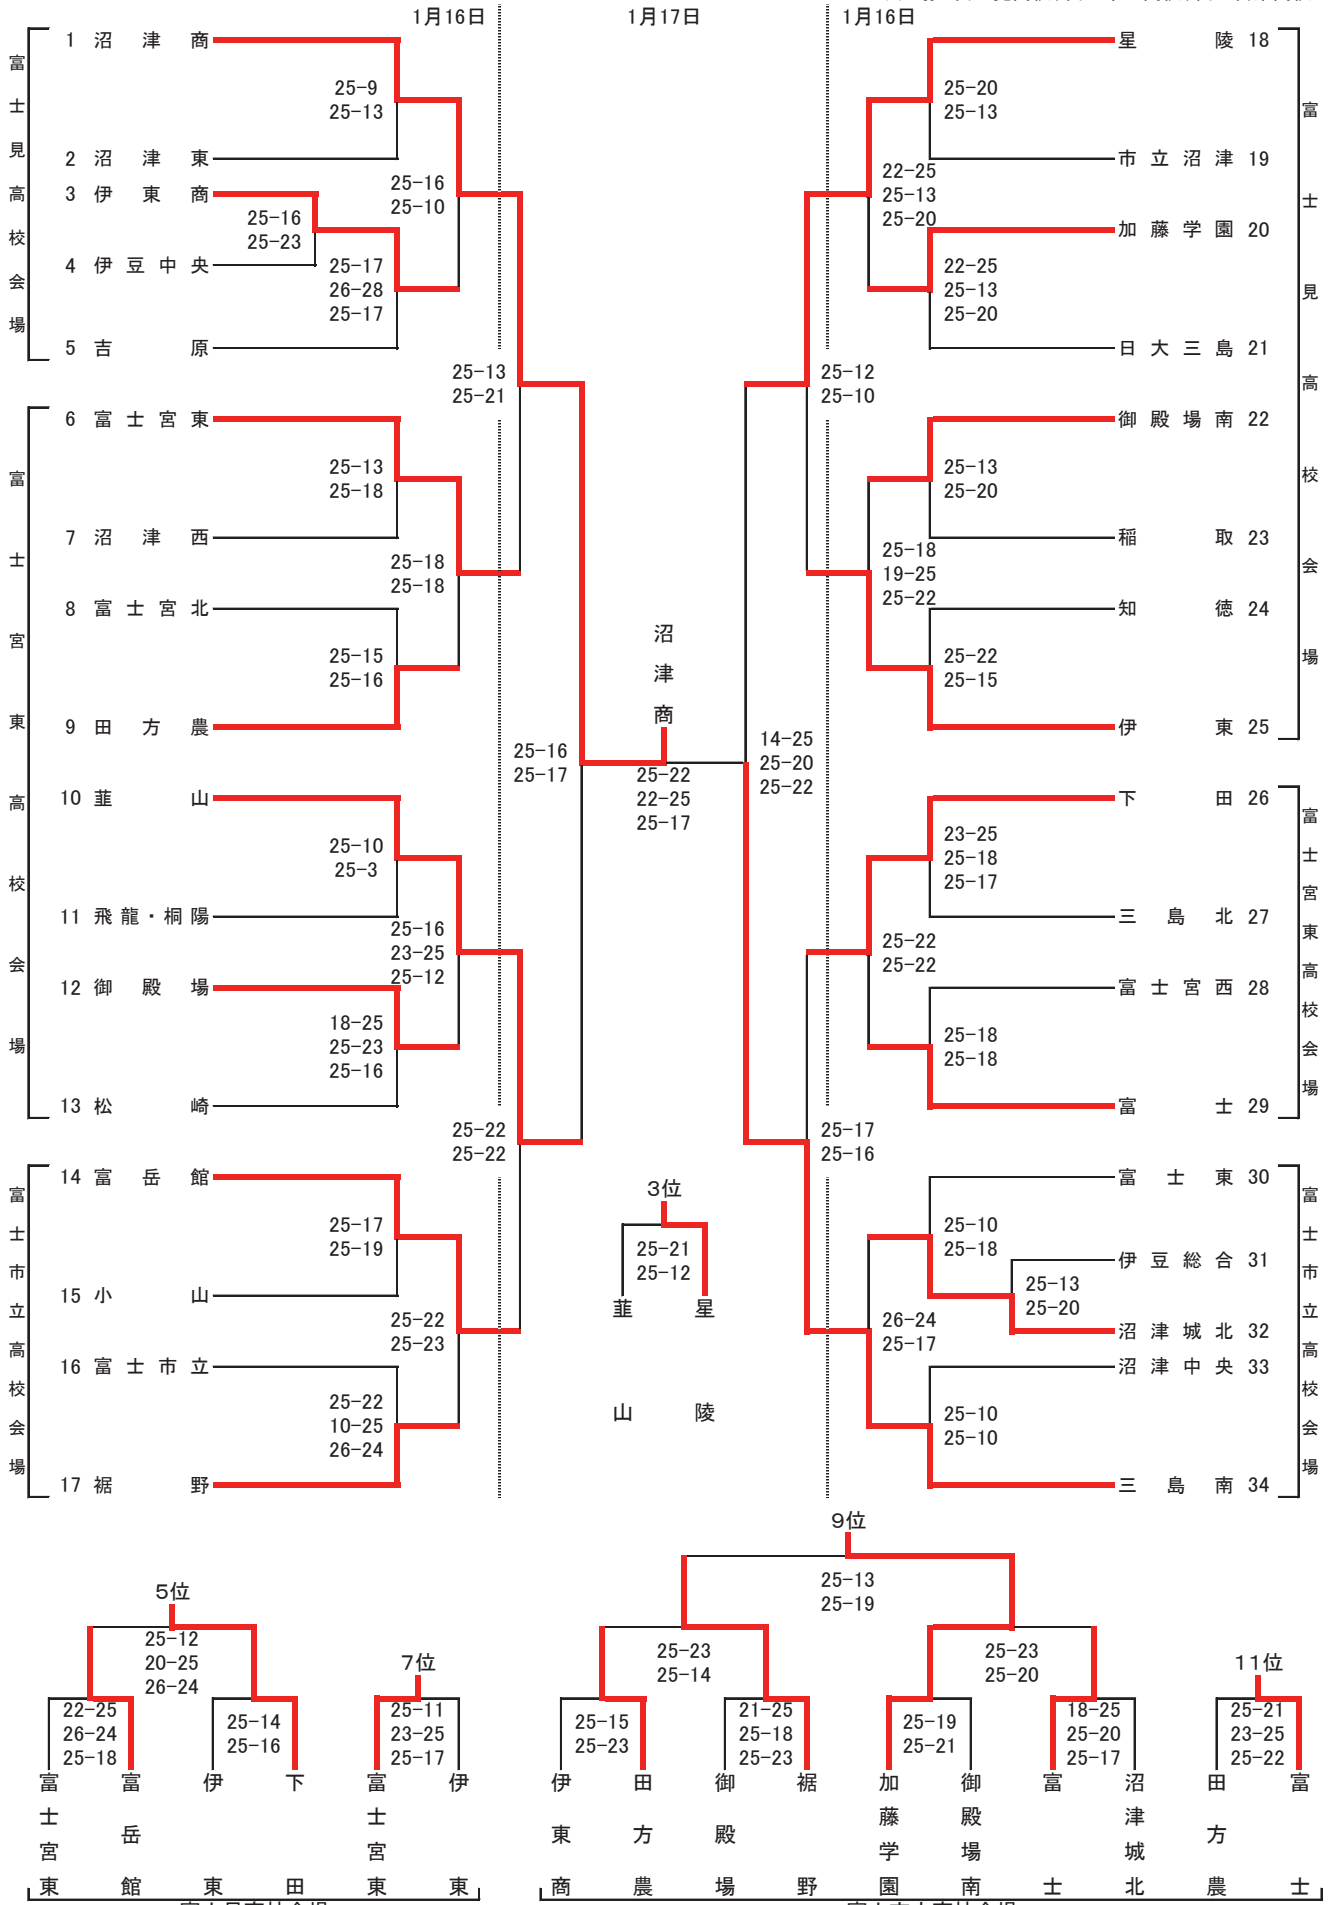 1月16日
1月17日
1月16日
富士見高校会場
1 沼津商
25-9
25-13
2 沼津東
3 伊東商
25-16
25-23
4 伊豆中央
25-17
26-28
25-17
5 吉原
25-16
25-10
25-13
25-21
富士宮東高校会場
6 富士宮東
25-13
25-18
7 沼津西
25-18
25-18
8 富士宮北
25-15
25-16
9 田方農
25-16
25-17
10 韮山
25-10
25-3
11 飛龍・桐陽
25-16
23-25
25-12
12 御殿場
18-25
25-23
25-16
13 松崎
25-22
25-22
富士市立高校会場
14 富岳館
25-17
25-19
15 小山
25-22
25-23
16 富士市立
25-22
10-25
26-24
17 裾野
沼津商
25-22
22-25
25-17
3位
25-21
25-12
韮山
星陵
富士見高校会場
星陵 18
25-20
25-13
市立沼津 19
22-25
25-13
25-20
加藤学園 20
22-25
25-13
25-20
日大三島 21
25-12
25-10
御殿場南 22
25-13
25-20
稲取 23
25-18
19-25
25-22
知徳 24
25-22
25-15
伊東 25
14-25
25-20
25-22
富士宮東高校会場
下田 26
23-25
25-18
25-17
三島北 27
25-22
25-22
富士宮西 28
25-18
25-18
富士 29
25-17
25-16
富士市立高校会場
富士東 30
25-10
25-18
伊豆総合 31
25-13
25-20
沼津城北 32
26-24
25-17
沼津中央 33
25-10
25-10
三島南 34
5位
25-12
20-25
26-24
22-25
26-24
25-18
25-14
25-16
富士宮東
富岳館
伊東
下田
7位
25-11
23-25
25-17
富士宮東
伊東
9位
25-13
25-19
25-23
25-14
25-23
25-20
25-15
25-23
21-25
25-18
25-23
25-19
25-21
18-25
25-20
25-17
伊東商
田方農
御殿場
裾野
加藤学園
御殿場南
富士
沼津城北
11位
25-21
23-25
25-22
田方農
富士